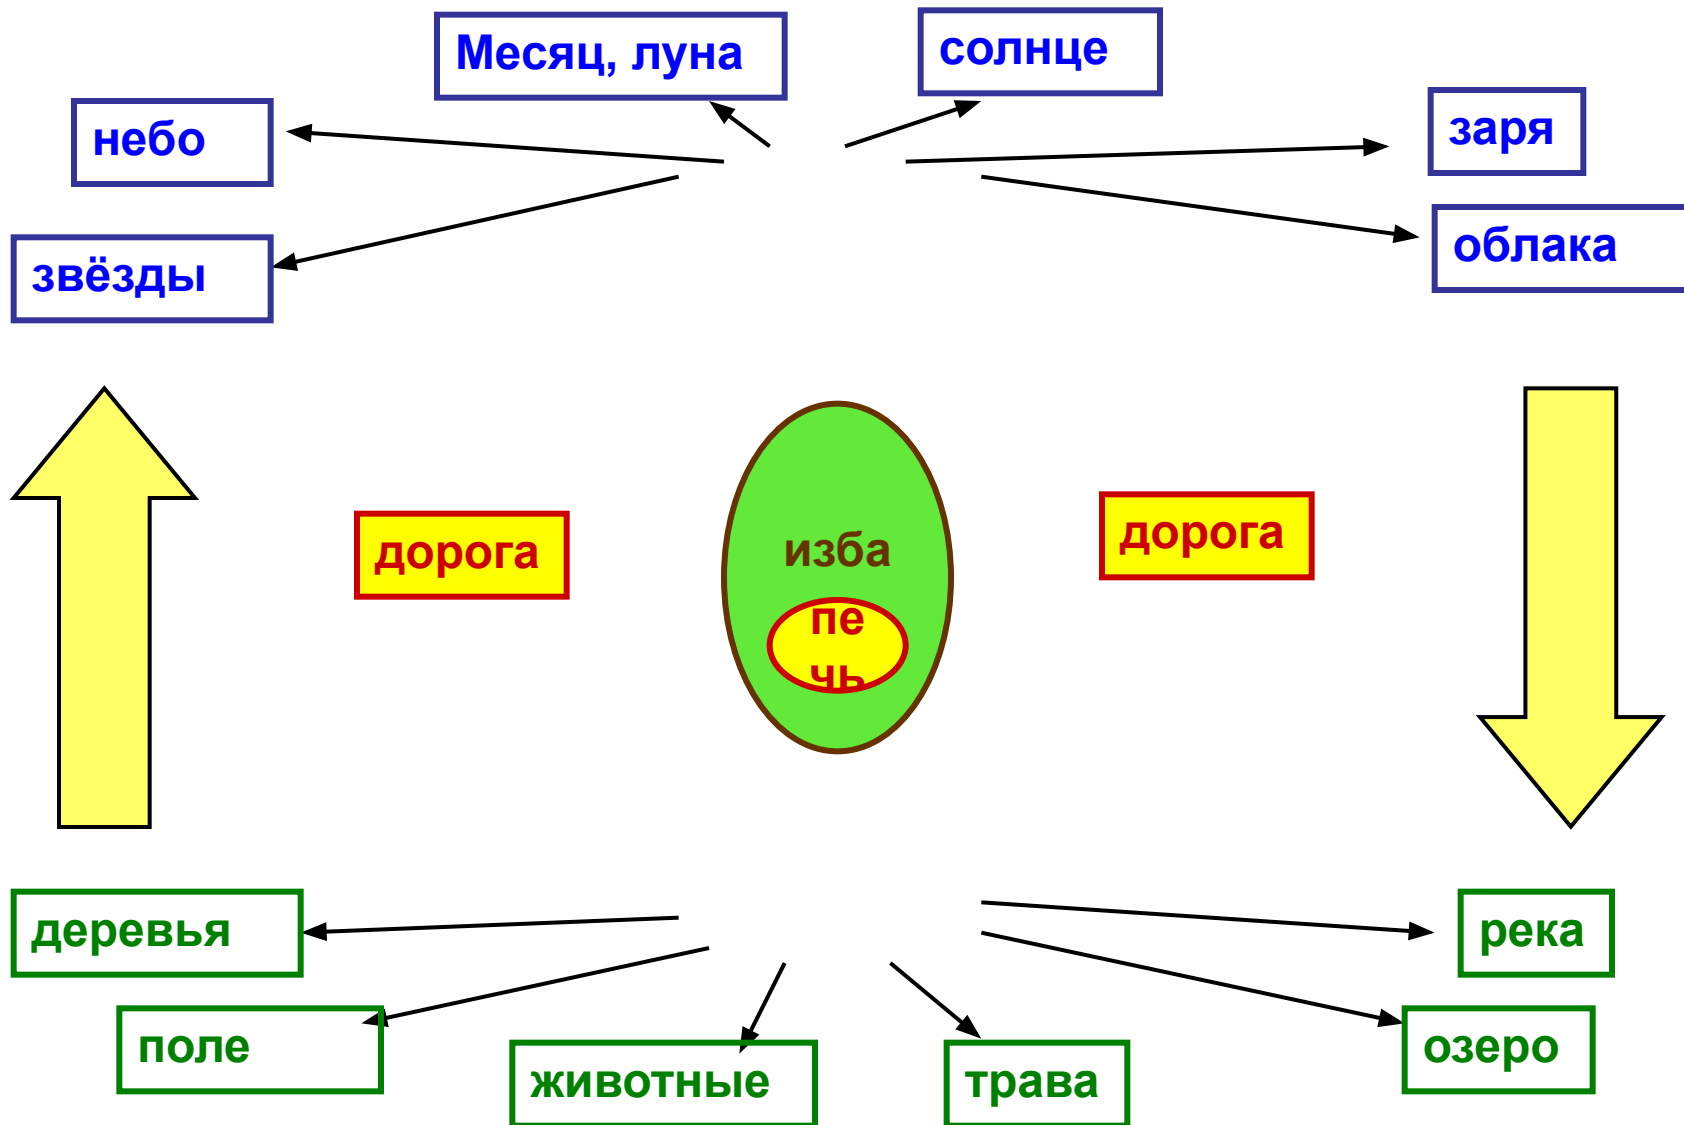 Месяц, луна
солнце
небо
заря
звёзды
облака
дорога
изба
дорога
пе
чь
деревья
река
поле
озеро
животные
трава